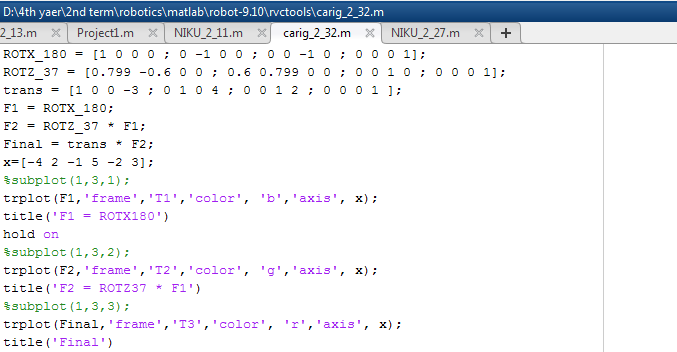 D:\4th yaer\2nd term\robotics\matlab\robot-9.10\rvctools\carig_2_32.m
2_13.m Project1.m NIKU_2_11.m carig_2_32.m NIKU_2_27.m
ROTX_180 = [1 0 0 0 ; 0 -1 0 0 ; 0 0 -1 0 ; 0 0 0 1];
ROTZ_37 = [0.799 -0.6 0 0 ; 0.6 0.799 0 0 ; 0 0 1 0 ; 0 0 0 1];
trans = [1 0 0 -3 ; 0 1 0 4 ; 0 0 1 2 ; 0 0 0 1 ];
F1 = ROTX_180;
F2 = ROTZ_37 * F1;
Final = trans * F2;
x=[-4 2 -1 5 -2 3];
%subplot(1,3,1);
trplot(F1,'frame','T1','color', 'b','axis', x);
title('F1 = ROTX180')
hold on
%subplot(1,3,2);
trplot(F2,'frame','T2','color', 'g','axis', x);
title('F2 = ROTZ37 * F1')
%subplot(1,3,3);
trplot(Final,'frame','T3','color', 'r','axis', x);
title('Final')